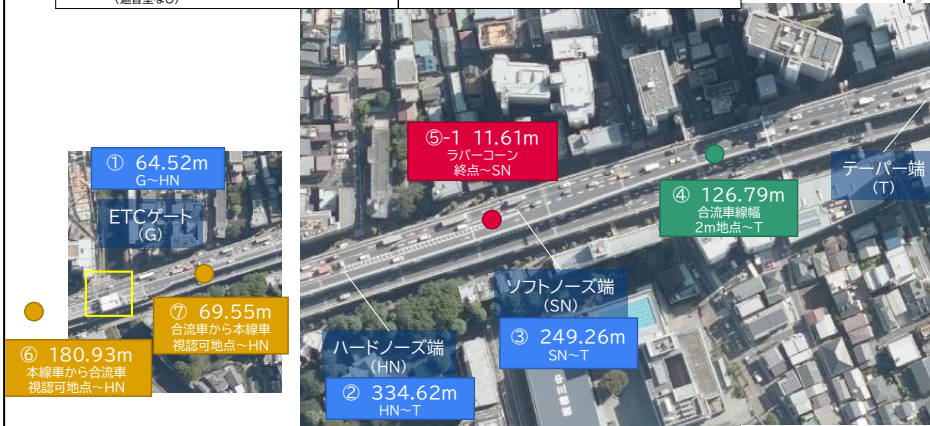 (遮音壁なし)
① 64.52m
G～HN
ETCゲート
(G)
⑥ 180.93m
本線車から合流車
視認可地点～HN
⑦ 69.55m
合流車から本線車
視認可地点～HN
⑤-1 11.61m
ラバーコーン
終点～SN
④ 126.79m
合流車線幅
2m地点～T
テーパー端
(T)
ソフトノーズ端
(SN)
③ 249.26m
SN～T
ハードノーズ端
(HN)
② 334.62m
HN～T